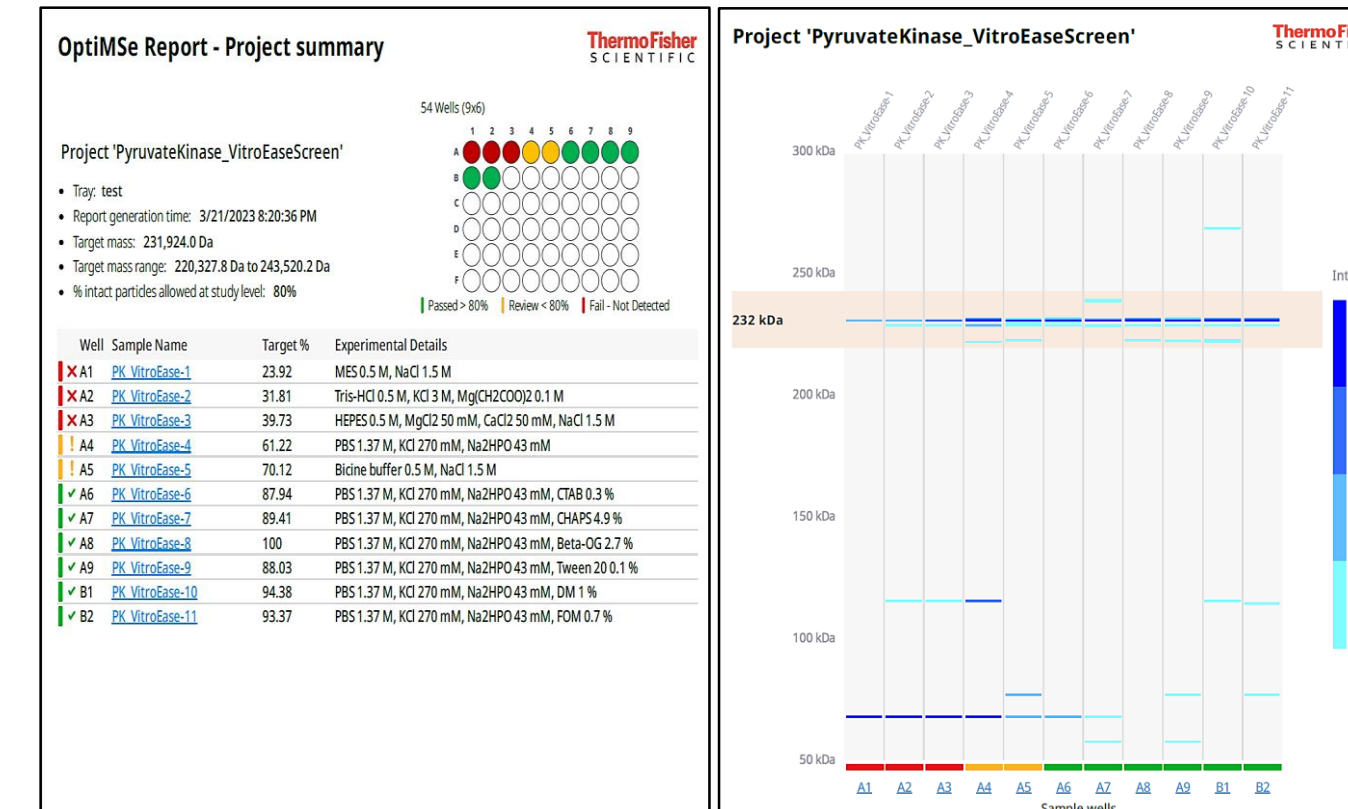 OptiMSe Report - Project summary
ThermoFisher
SCIENTIFIC
54 Wells (9x6)
1 2 3 4 5 6 7 8 9
A
B
C
D
E
F
Passed > 80% Review < 80% Fail - Not Detected
Project 'PyruvateKinase_VitroEaseScreen'
• Tray: test
• Report generation time: 3/21/2023 8:20:36 PM
• Target mass: 231,924.0 Da
• Target mass range: 220,327.8 Da to 243,520.2 Da
• % intact partides allowed at study level: 80%
Well Sample Name Target % Experimental Details
A1 PK_VitroEase-1 23.92 MES 0.5 M, NaCl 1.5 M
A2 PK_VitroEase-2 31.81 Tris-HCl 0.5 M, KCl 3 M, Mg(CH2COO)2 0.1 M
A3 PK_VitroEase-3 39.73 HEPES 0.5 M, MgCl2 50 mM, CaCl2 50 mM, NaCl 1.5 M
! A4 PK_VitroEase-4 61.22 PBS 1.37 M, KCl 270 mM, Na2HPO 43 mM
! A5 PK_VitroEase-5 70.12 Bicine buffer 0.5 M, NaCl 1.5 M
A6 PK_VitroEase-6 87.94 PBS 1.37 M, KCl 270 mM, Na2HPO 43 mM, CTAB 0.3 %
A7 PK_VitroEase-7 89.41 PBS 1.37 M, KCl 270 mM, Na2HPO 43 mM, CHAPS 4.9 %
A8 PK_VitroEase-8 100 PBS 1.37 M, KCl 270 mM, Na2HPO 43 mM, Beta-OG 2.7 %
A9 PK_VitroEase-9 88.03 PBS 1.37 M, KCl 270 mM, Na2HPO 43 mM, Tween 20 0.1 %
B1 PK_VitroEase-10 94.38 PBS 1.37 M, KCl 270 mM, Na2HPO 43 mM, DM 1 %
B2 PK_VitroEase-11 93.37 PBS 1.37 M, KCl 270 mM, Na2HPO 43 mM, FOM 0.7 %
Project 'PyruvateKinase_VitroEaseScreen'
ThermoFi
SCIENTI
PK_VitroEase-1
PK_VitroEase-2
PK_VitroEase-3
PK_VitroEase-4
PK_VitroEase-5
PK_VitroEase-6
PK_VitroEase-7
PK_VitroEase-8
PK_VitroEase-9
PK_VitroEase-10
PK_VitroEase-11
300 kDa
250 kDa
Int
232 kDa
200 kDa
150 kDa
100 kDa
50 kDa
A1 A2 A3 A4 A5 A6 A7 A8 A9 B1 B2
Sample wells